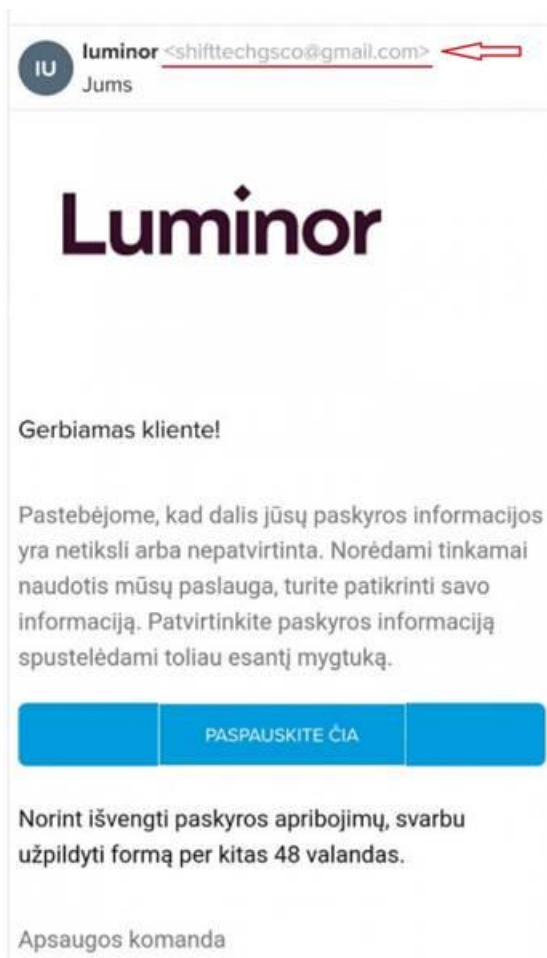 IU
luminor <shifttechgsco@gmail.com>
Jums
Luminor
Gerbiamas kliente!
Pastebėjome, kad dalis jūsų paskyros informacijos
yra netiksli arba nepatvirtinta. Norėdami tinkamai
naudotis mūsų paslauga, turite patikrinti savo
informaciją. Patvirtinkite paskyros informaciją
spustelėdami toliau esantį mygtuką.
PASPAUSKITE ČIA
Norint išvengti paskyros apribojimų, svarbu
užpildyti formą per kitas 48 valandas.
Apsaugos komanda